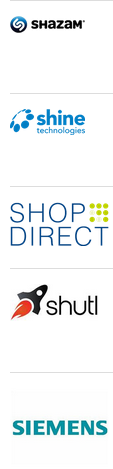 SHAZAM
shine
technologies
SHOP
DIRECT
shutl
SIEMENS